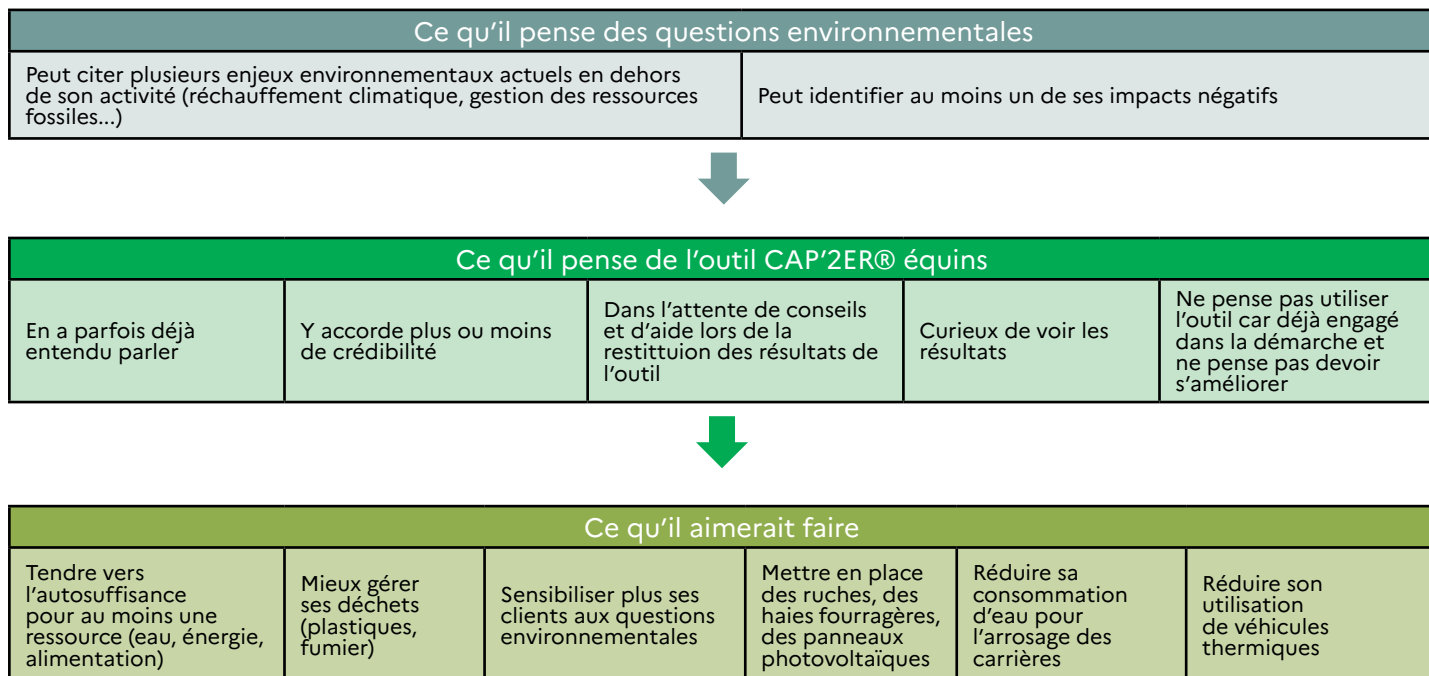 Ce qu'il pense des questions environnementales
Peut citer plusieurs enjeux environnementaux actuels en dehors
de son activité (réchauffement climatique, gestion des ressources
fossiles...)
Peut identifier au moins un de ses impacts négatifs
Ce qu'il pense de l'outil CAP'2ER® équins
En a parfois déjà
entendu parler
Y accorde plus ou moins
de crédibilité
Dans l'attente de conseils
et d'aide lors de la
restittuion des résultats de
l'outil
Curieux de voir les
résultats
Ne pense pas utiliser
l'outil car déjà engagé
dans la démarche et
ne pense pas devoir
s'améliorer
Ce qu'il aimerait faire
Tendre vers
l'autosuffisance
pour au moins une
ressource (eau, énergie,
alimentation)
Mieux gérer
ses déchets
(plastiques,
fumier)
Sensibiliser plus ses
clients aux questions
environnementales
Mettre en place
des ruches, des
haies fourragères,
des panneaux
photovoltaïques
Réduire sa
consommation
d'eau pour
l'arrosage des
carrières
Réduire son
utilisation
de véhicules
thermiques